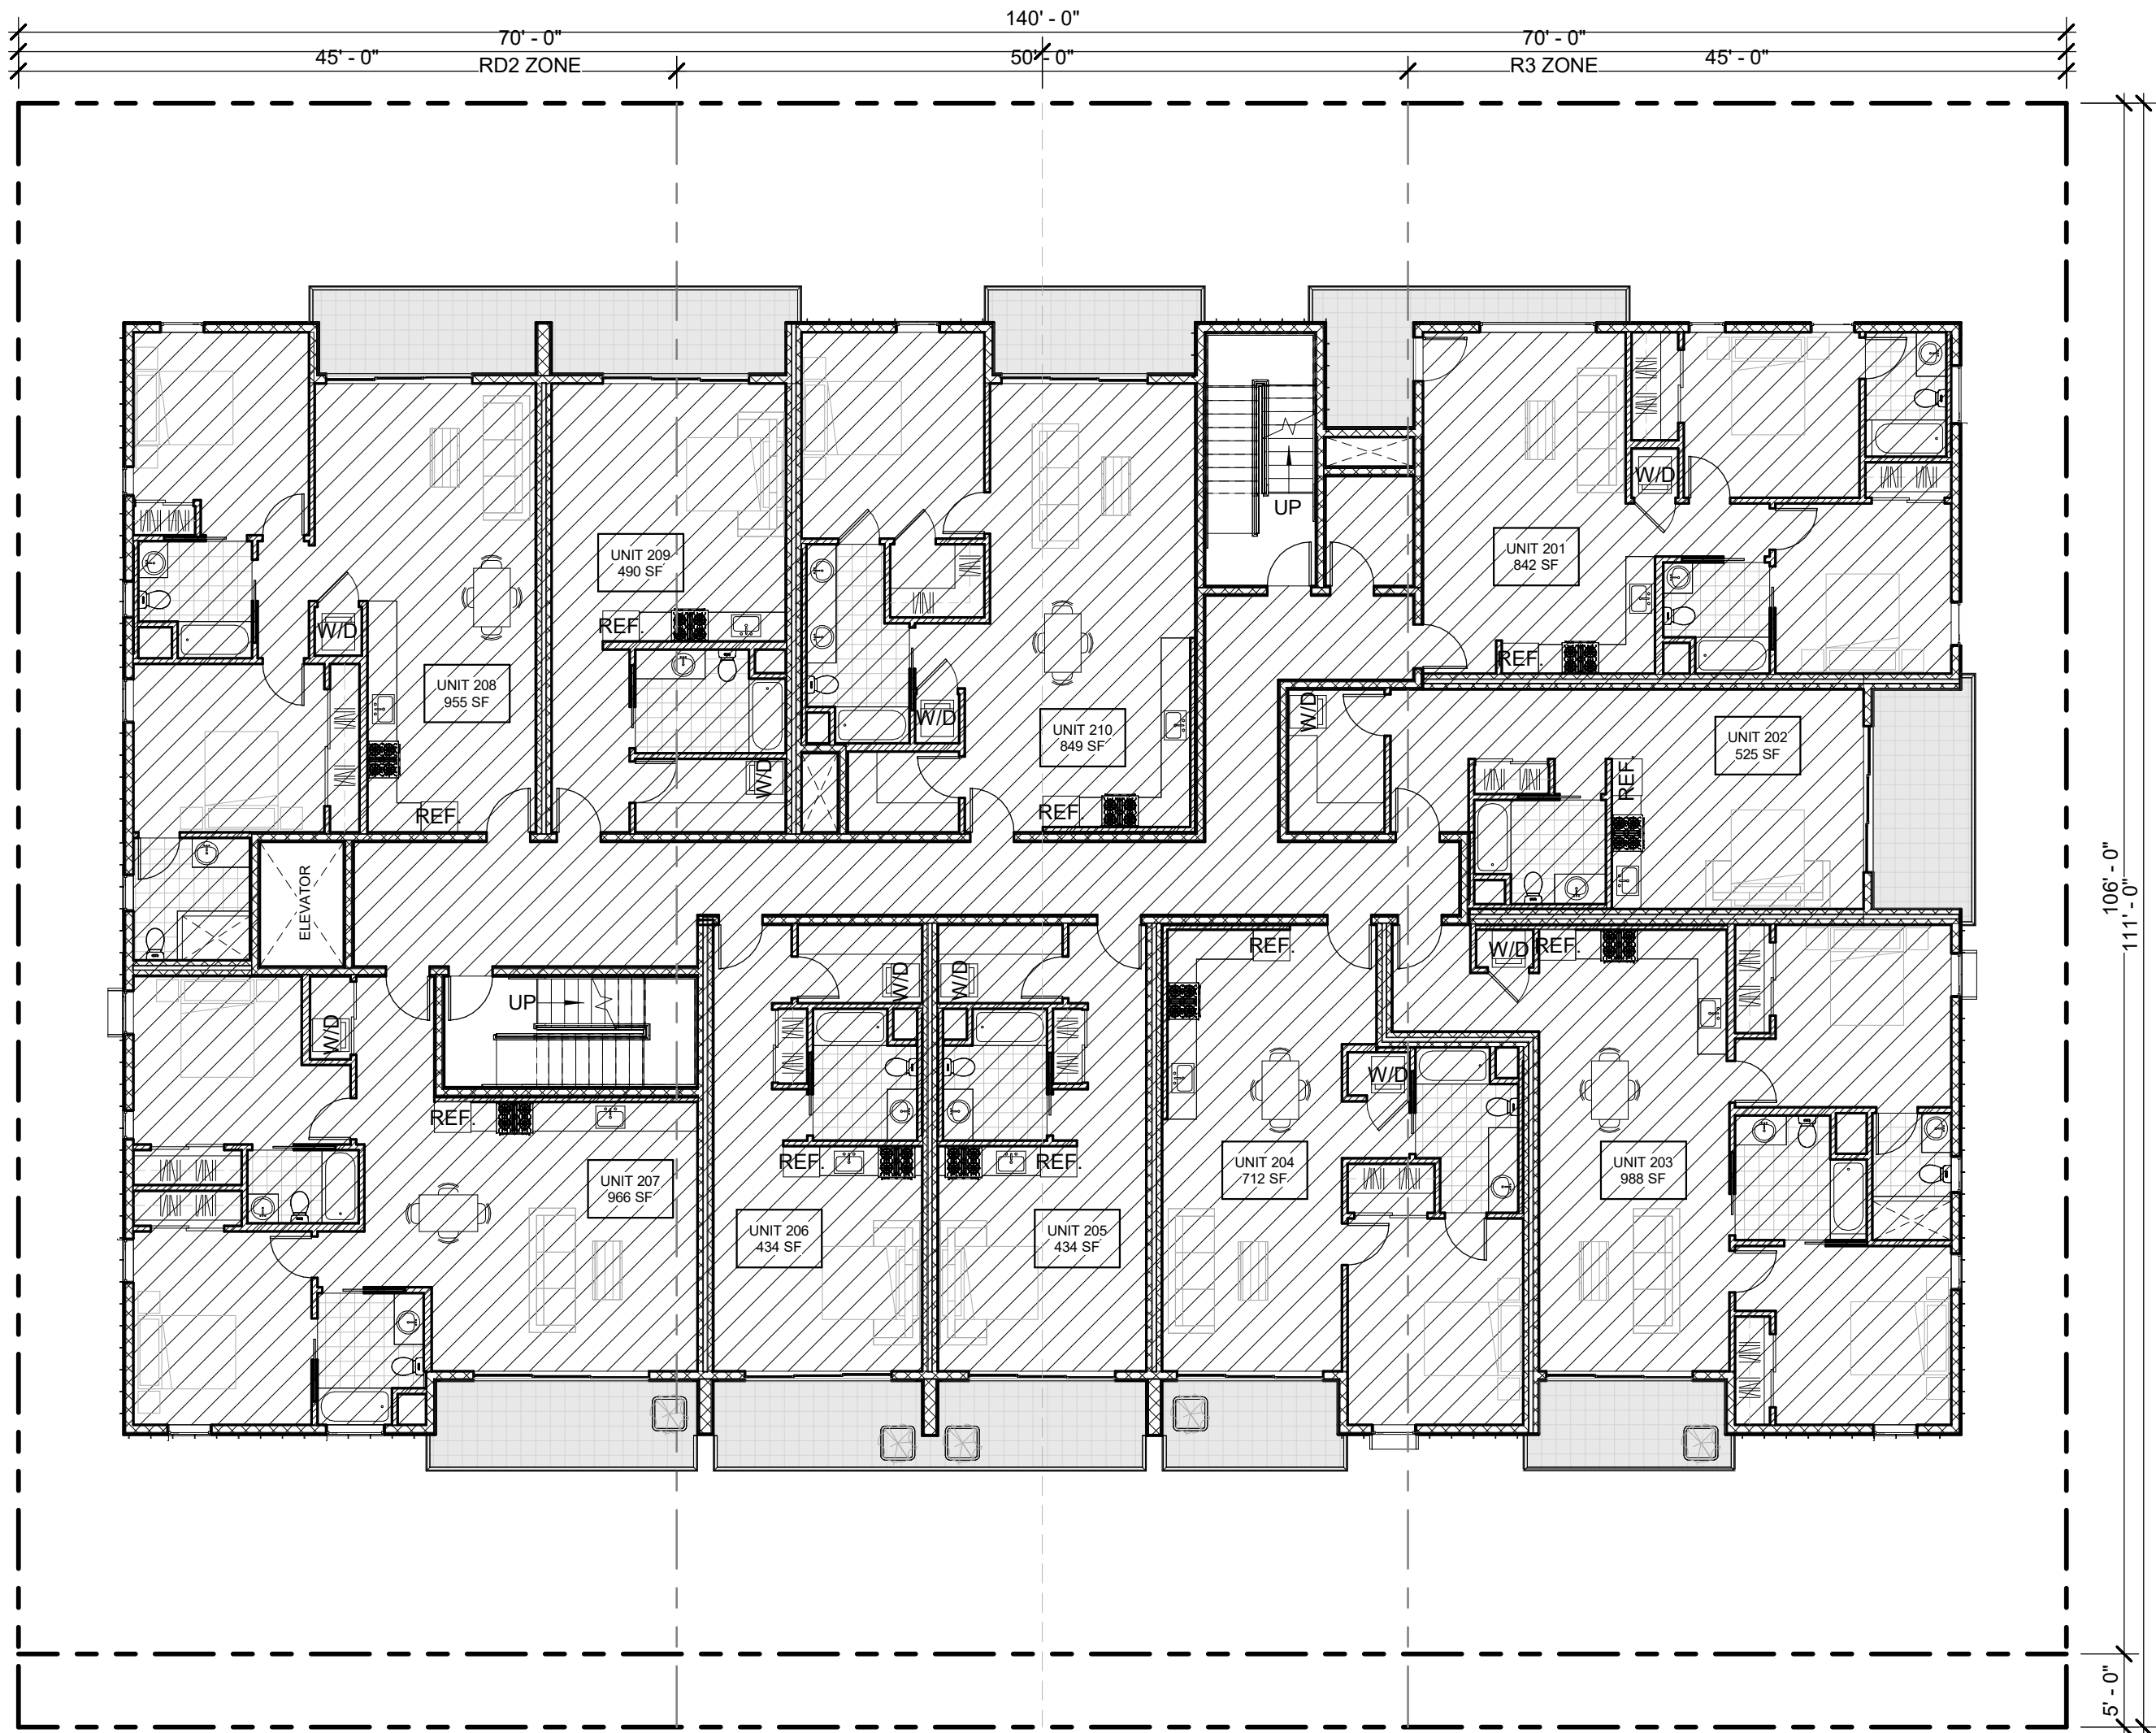 140' - 0"
70' - 0"
70' - 0"
45' - 0"
50' - 0"
45' - 0"
RD2 ZONE
R3 ZONE
UP
W/D
UNIT 209
490 SF
UNIT 201
842 SF
REF.
W/D
REF.
UNIT 208
955 SF
W/D
W/D
UNIT 210
849 SF
UNIT 202
525 SF
W/D
REF.
REF.
REF.
ELEVATOR
106' - 0"
111' - 0"
REF.
W/D
REF.
W/D
W/D
UP
W/D
W/D
REF.
REF.
REF.
UNIT 204
712 SF
UNIT 203
988 SF
UNIT 207
966 SF
UNIT 206
434 SF
UNIT 205
434 SF
5' - 0"